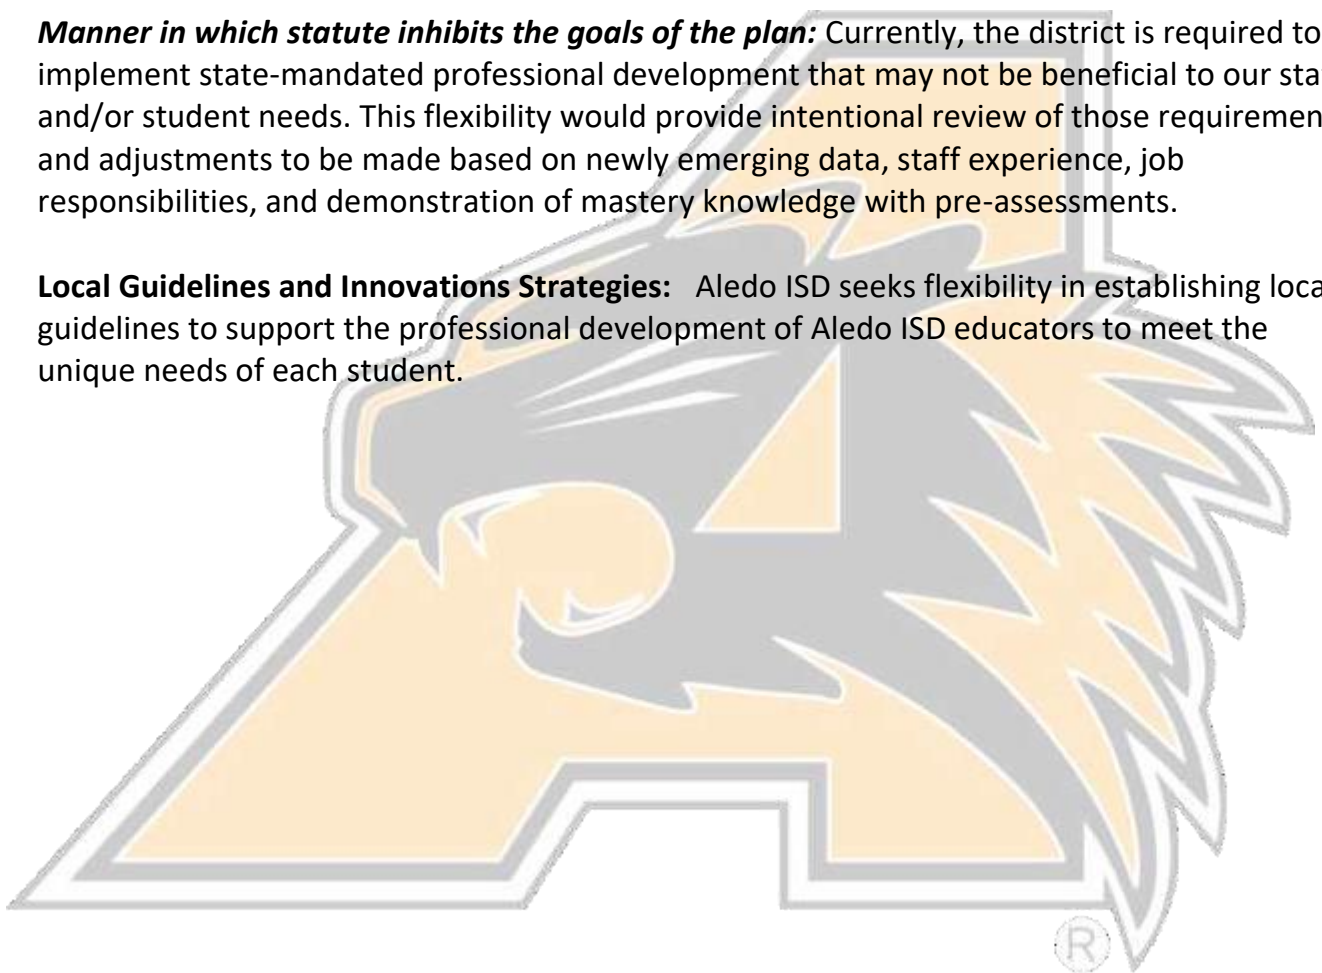 Manner in which statute inhibits the goals of the plan: Currently, the district is required to
implement state-mandated professional development that may not be beneficial to our sta
and/or student needs. This flexibility would provide intentional review of those requiremen
and adjustments to be made based on newly emerging data, staff experience, job
responsibilities, and demonstration of mastery knowledge with pre-assessments.
Local Guidelines and Innovations Strategies: Aledo ISD seeks flexibility in establishing loca
guidelines to support the professional development of Aledo ISD educators to meet the
unique needs of each student.
A
®